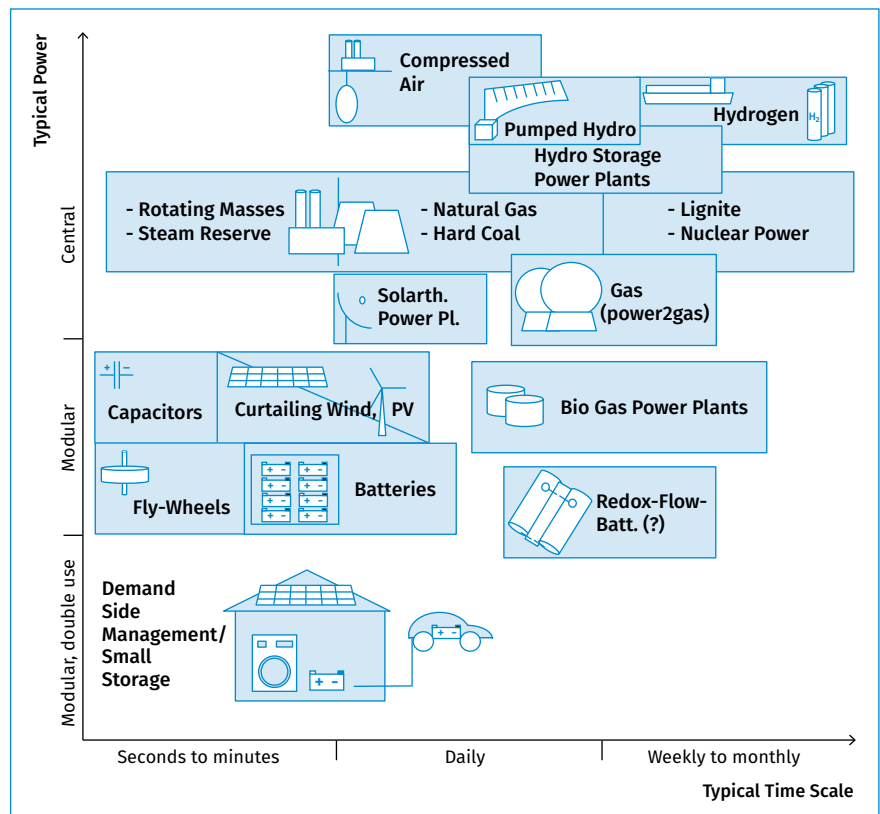 Typical Power
Compressed
Air
Pumped Hydro
Hydrogen
H₂
Hydro Storage
Power Plants
Central
- Rotating Masses
- Steam Reserve
- Natural Gas
- Hard Coal
- Lignite
- Nuclear Power
Solarth.
Power Pl.
Gas
(power2gas)
Modular
+ −
Capacitors
Curtailing Wind, PV
Bio Gas Power Plants
Fly-Wheels
+ − + −
+ − + −
+ − + −
+ − + −
Batteries
Redox-Flow-
Batt. (?)
Modular, double use
Demand
Side
Management/
Small
Storage
+ −
+ −
Seconds to minutes
Daily
Weekly to monthly
Typical Time Scale